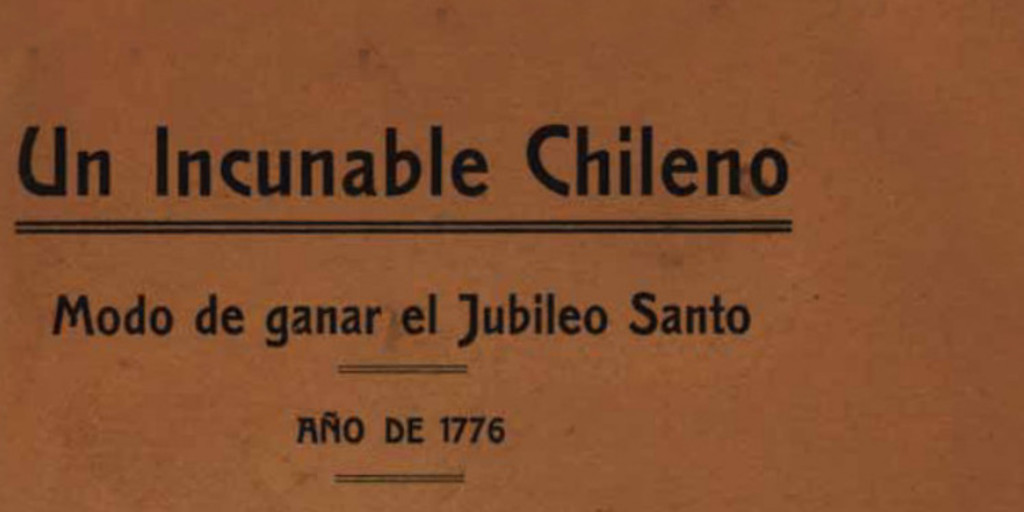 Un Incunable Chileno
Modo de ganar el Jubileo Santo
AÑO DE 1776